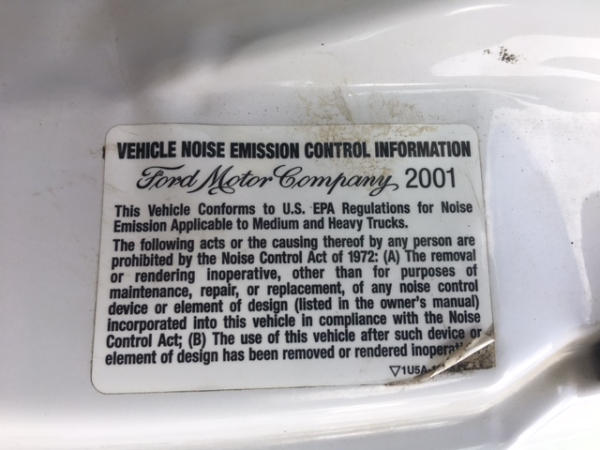 VEHICLE NOISE EMISSION CONTROL INFORMATION
Ford Motor Company, 2001
This Vehicle Conforms to U.S. EPA Regulations for Noise
Emission Applicable to Medium and Heavy Trucks.
The following acts or the causing thereof by any person are
prohibited by the Noise Control Act of 1972: (A) The removal
or rendering inoperative, other than for purposes of
maintenance, repair, or replacement, of any noise control
device or element of design (listed in the owner's manual)
incorporated into this vehicle in compliance with the Noise
Control Act; (B) The use of this vehicle after such device or
element of design has been removed or rendered